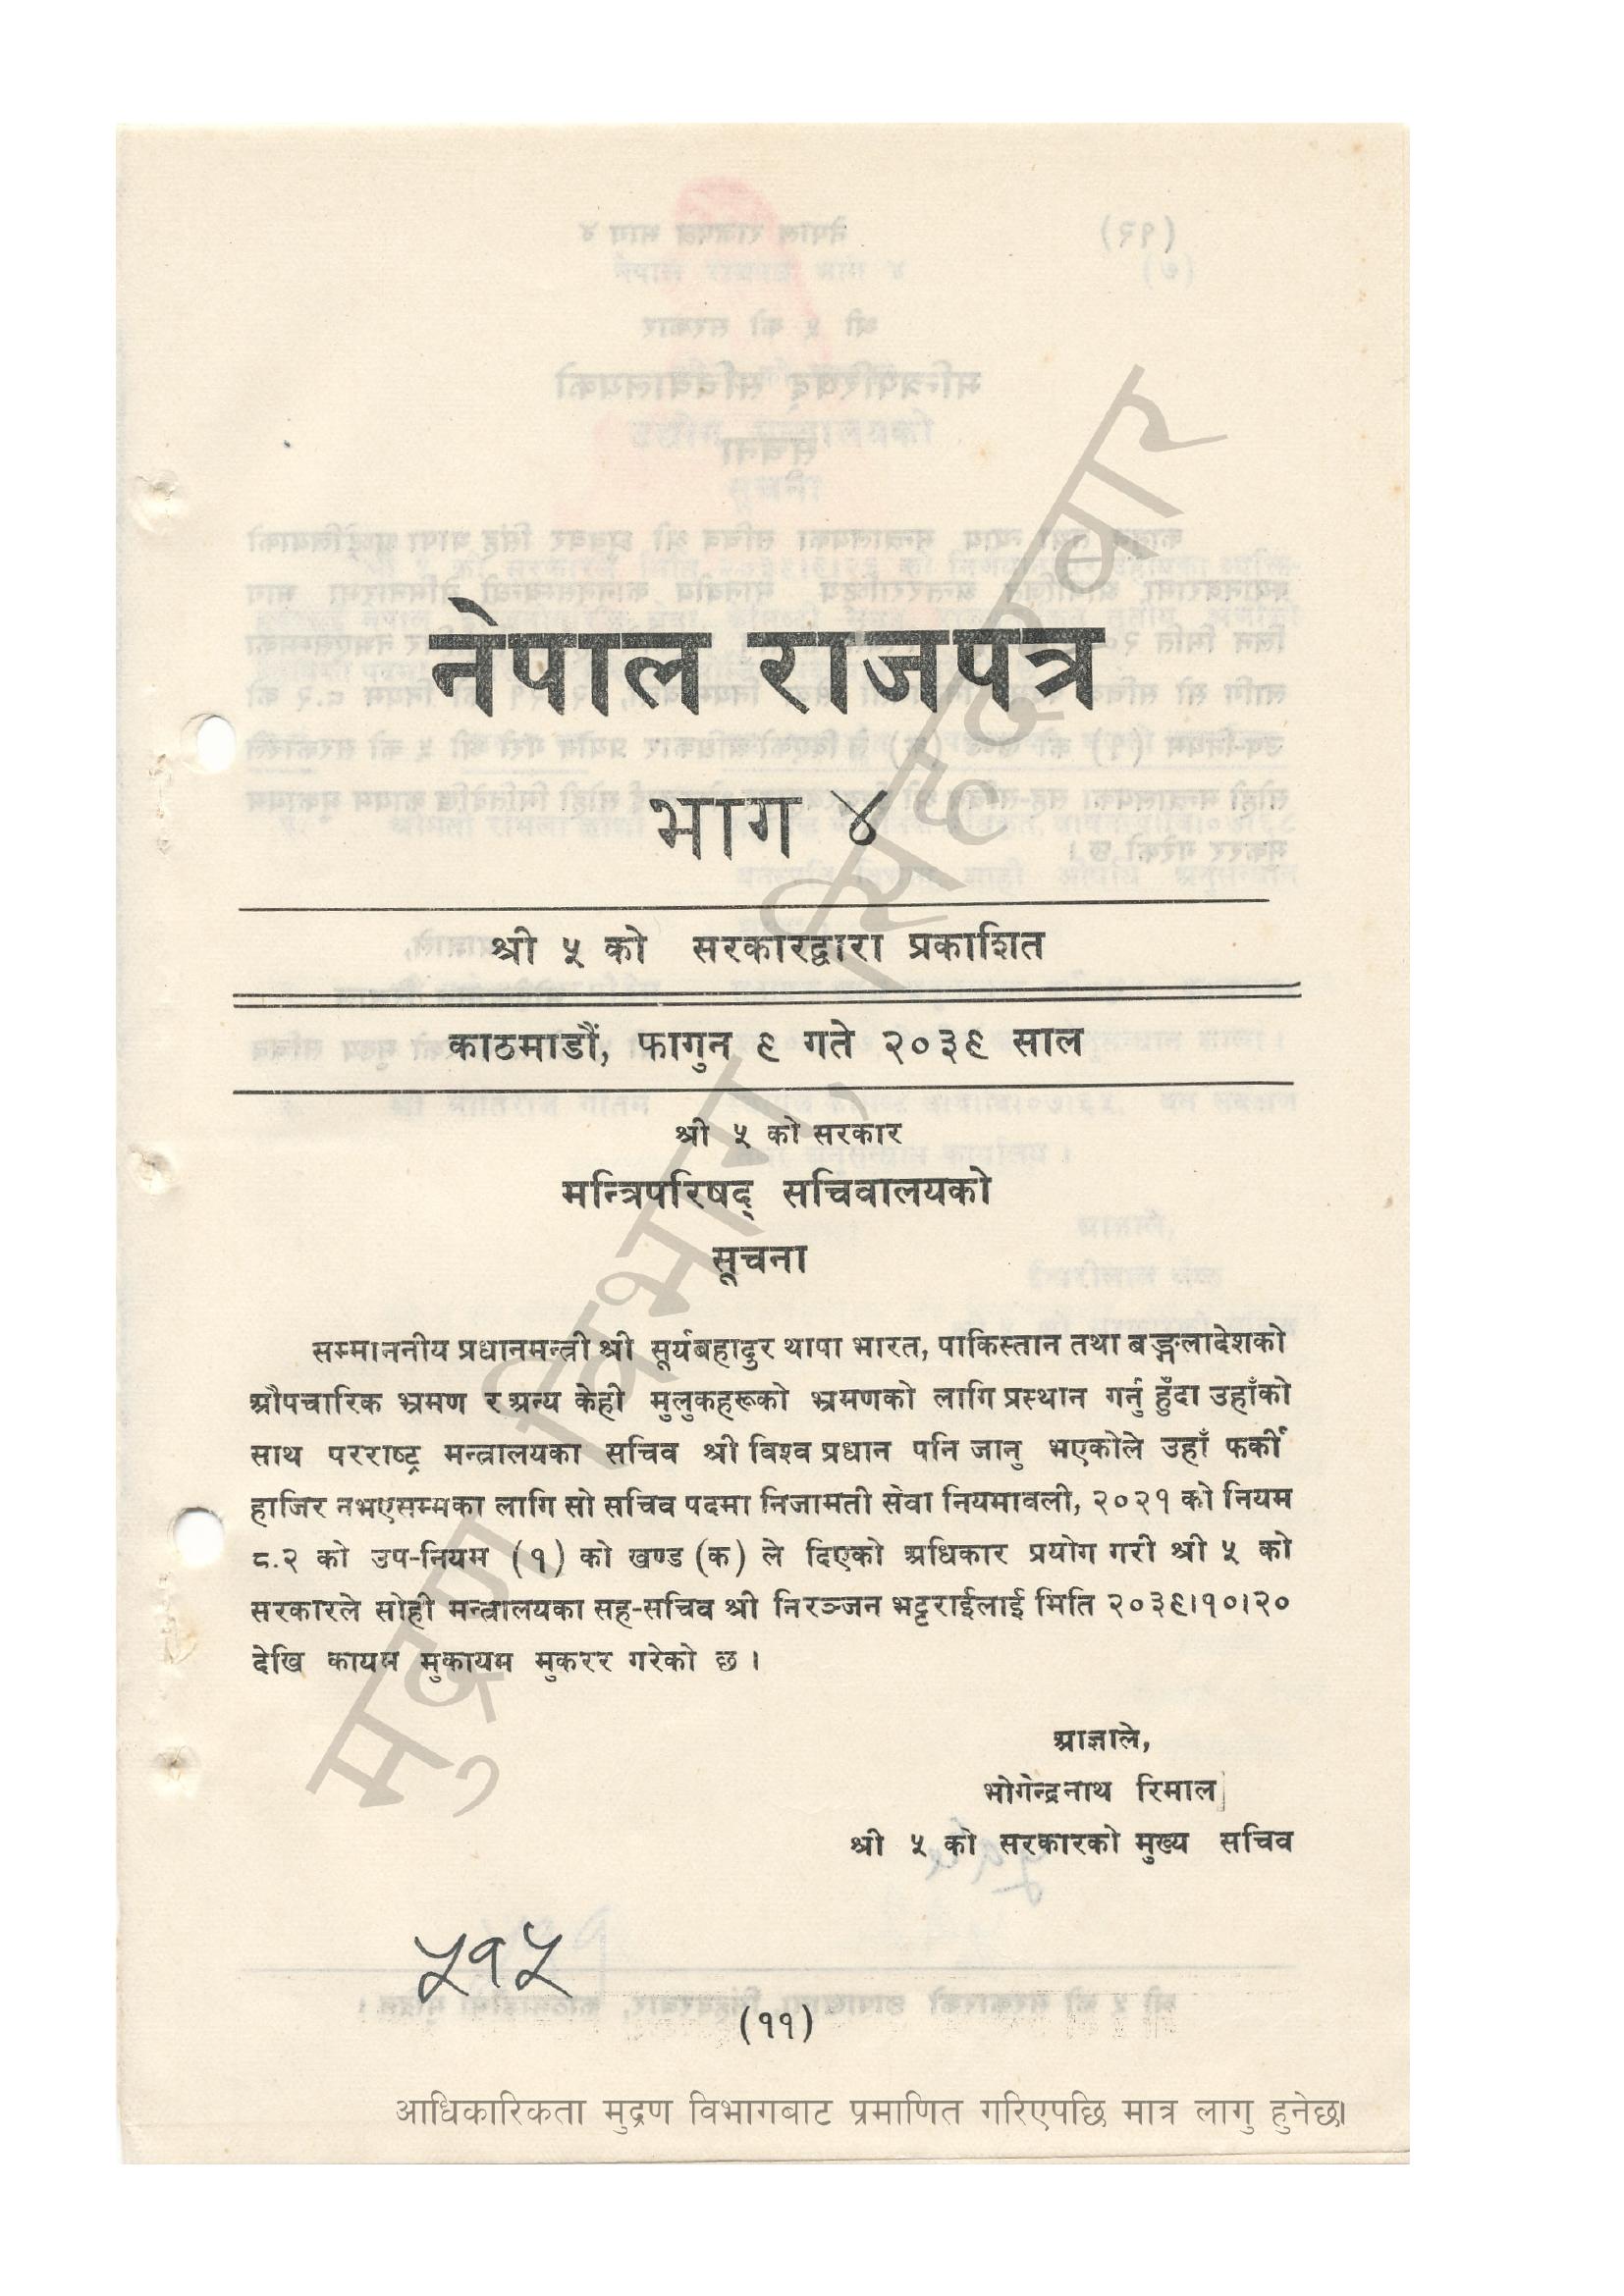 नेपाल राजपत्र
भाग ४
श्री ५ को सरकारद्वारा प्रकाशित
काठमाडौं, फागुन ९ गते २०३९ साल
श्री ५ को सरकार
मन्त्रिपरिषद् सचिवालयको
सूचना
सम्माननीय प्रधानमन्त्री श्री सूर्यबहादुर थापा भारत, पाकिस्तान तथा बङ्गलादेशको
औपचारिक भ्रमण र अन्य केही मुलुकहरूको भ्रमणको लागि प्रस्थान गर्नु हुँदा उहाँको
साथ परराष्ट्र मन्त्रालयका सचिव श्री विश्व प्रधान पनि जानु भएकोले उहाँ फर्की
हाजिर नभएसम्मका लागि सो सचिव पदमा निजामती सेवा नियमावली, २०२१ को नियम
८.२ को उप-नियम (१) को खण्ड (क) ले दिएको अधिकार प्रयोग गरी श्री ५ को
सरकारले सोही मन्त्रालयका सह-सचिव श्री निरञ्जन भट्टराईलाई मिति २०३९।१०।२०
देखि कायम मुकायम मुकरर गरेको छ ।
आज्ञाले,
भोगेन्द्रनाथ रिमाल
श्री ५ को सरकारको मुख्य सचिव
५१५
(११)
मुद्रण विभाग, सिंहदरबार
आधिकारिकता मुद्रण विभागबाट प्रमाणित गरिएपछि मात्र लागु हुनेछ।